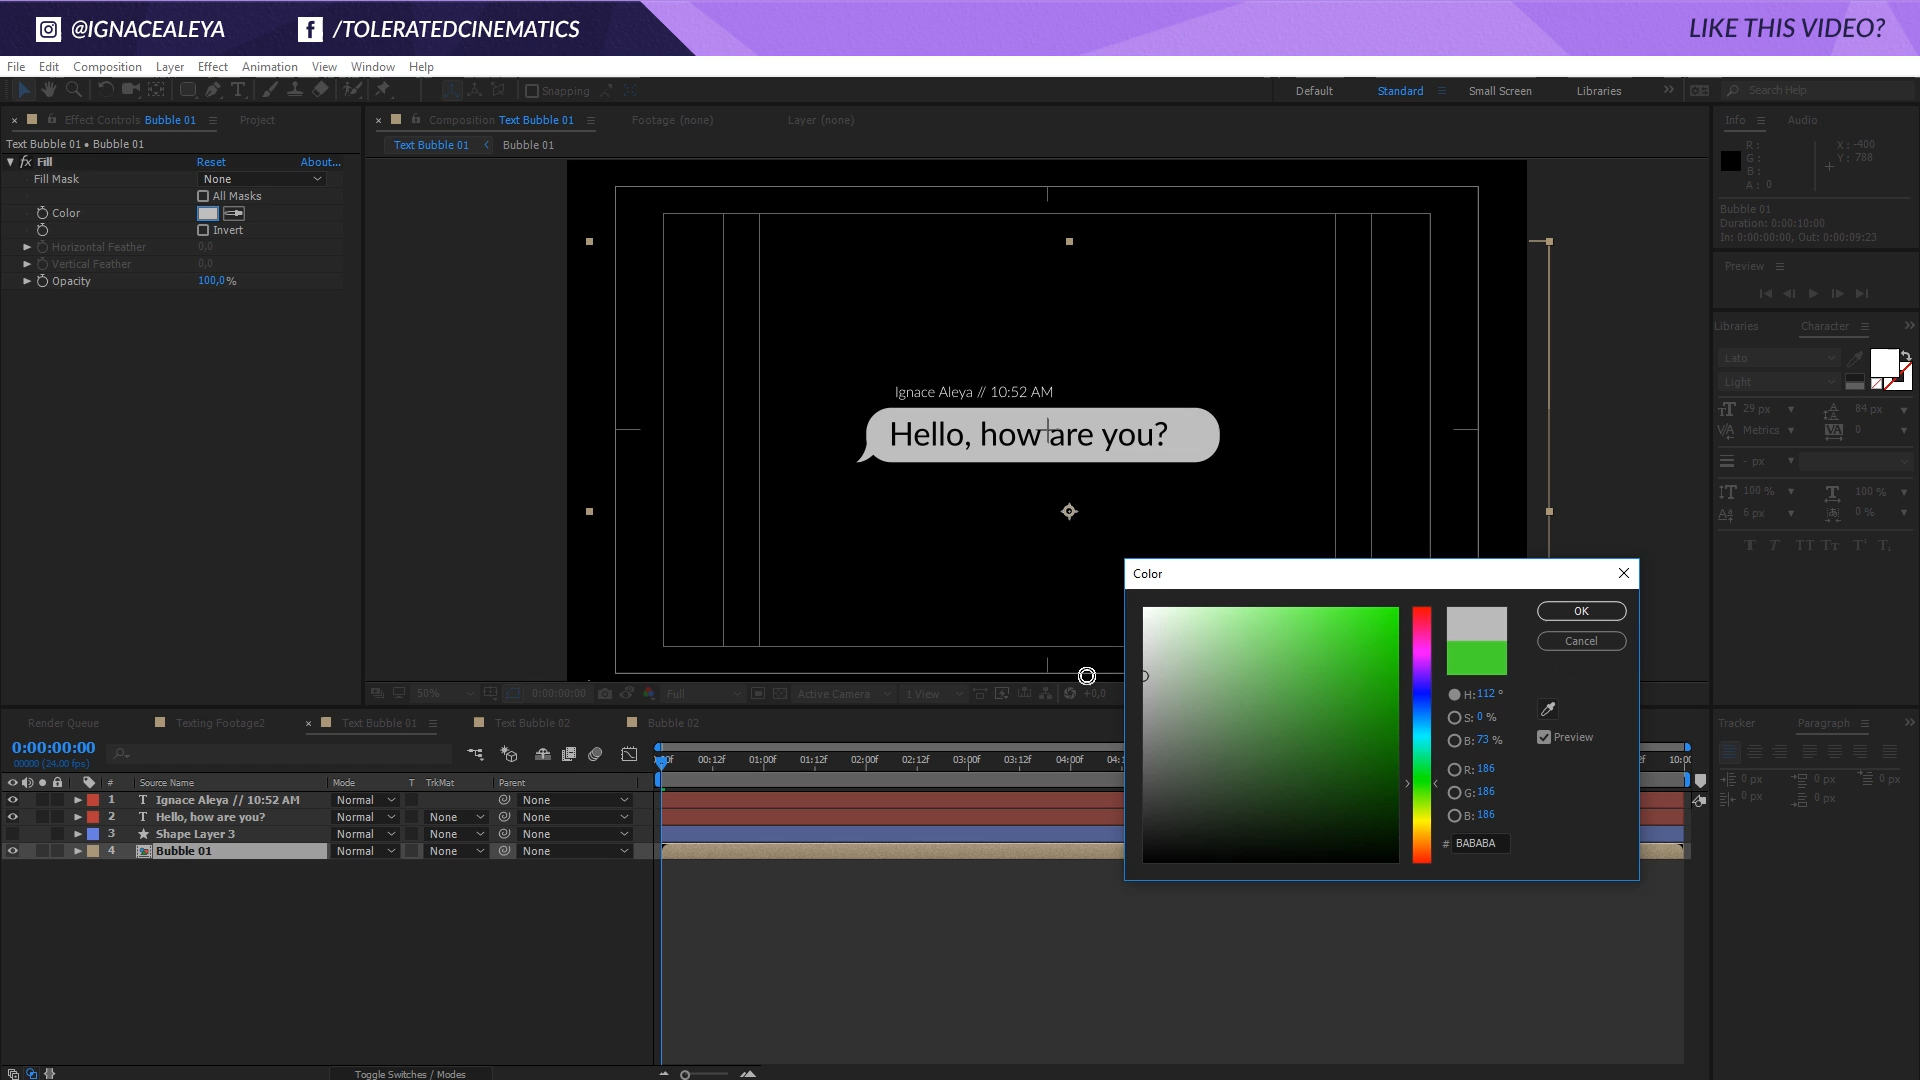 @IGNACEALEYA /TOLERATEDCINEMATICS LIKE THIS VIDEO?
File Edit Composition Layer Effect Animation View Window Help
Snapping Default Standard Small Screen Libraries Search Help
Effect Controls Bubble 01 Project
Text Bubble 01 • Bubble 01
fx Fill Reset About...
Fill Mask None
All Masks
Color
Invert
Horizontal Feather 0,0
Vertical Feather 0,0
Opacity 100,0%
Composition Text Bubble 01 Footage (none) Layer (none)
Text Bubble 01 Bubble 01
Ignace Aleya // 10:52 AM
Hello, how are you?
50% 0:00:00:00 Full Active Camera 1 View +0,0
Info Audio
R: X: -400
G: Y: 788
B:
A: 0
Bubble 01
Duration: 0:00:10:00
In: 0:00:00:00, Out: 0:00:09:23
Preview
Libraries Character
Lato
Light
29 px 84 px
Metrics 0
- px
100 % 100 %
6 px 0 %
Color
OK
Cancel
H: 112 °
S: 0 %
B: 73 %
Preview
R: 186
G: 186
B: 186
# BABABA
Render Queue Texting Footage2 Text Bubble 01 Text Bubble 02 Bubble 02
0:00:00:00
00000 (24.00 fps)
00:12f 01:00f 01:12f 02:00f 02:12f 03:00f 03:12f 04:00f
# Source Name Mode T TrkMat Parent
1 T Ignace Aleya // 10:52 AM Normal None
2 T Hello, how are you? Normal None None
3 Shape Layer 3 Normal None None
4 Bubble 01 Normal None None
Toggle Switches / Modes
Tracker Paragraph
0 px 0 px 0 px
0 px 0 px